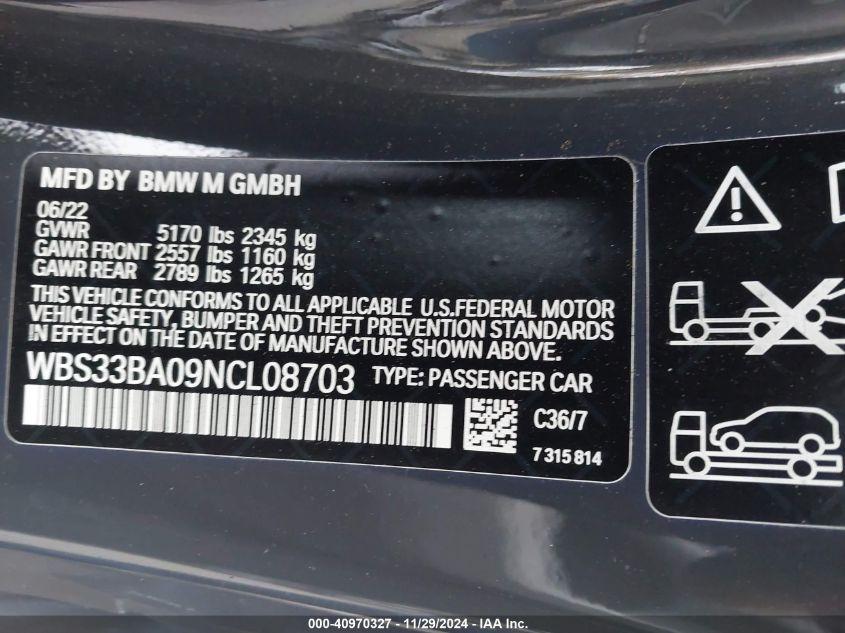 MFD BY BMW M GMBH
06/22
GVWR 5170 lbs 2345 kg
GAWR FRONT 2557 lbs 1160 kg
GAWR REAR 2789 lbs 1265 kg
THIS VEHICLE CONFORMS TO ALL APPLICABLE U.S.FEDERAL MOTOR
VEHICLE SAFETY, BUMPER AND THEFT PREVENTION STANDARDS
IN EFFECT ON THE DATE OF MANUFACTURE SHOWN ABOVE.
WBS33BA09NCL08703 TYPE: PASSENGER CAR
C36/7
7 315 814
000-40970327 - 11/29/2024 - IAA Inc.